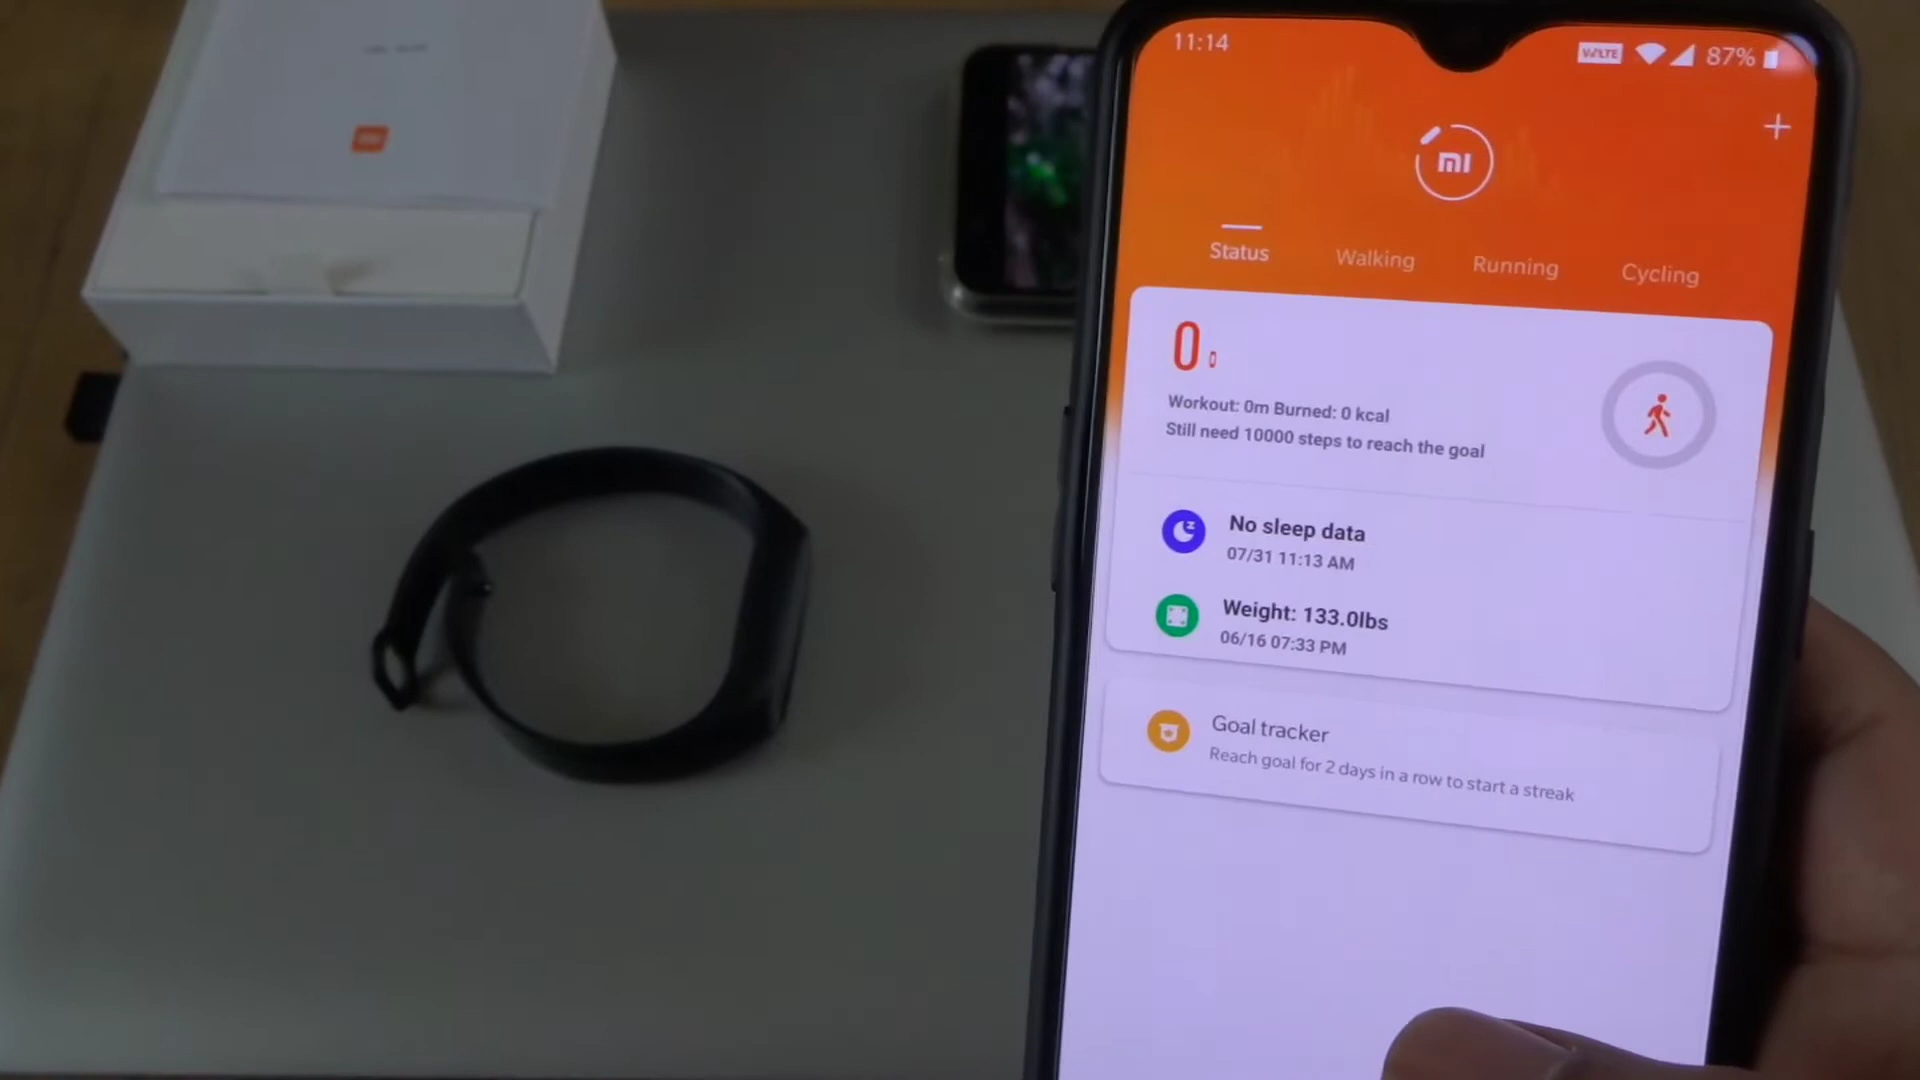 11:14
VoLTE 87%
mi
Status Walking Running Cycling
0 0
Workout: 0m Burned: 0 kcal
Still need 10000 steps to reach the goal
No sleep data
07/31 11:13 AM
Weight: 133.0lbs
06/16 07:33 PM
Goal tracker
Reach goal for 2 days in a row to start a streak